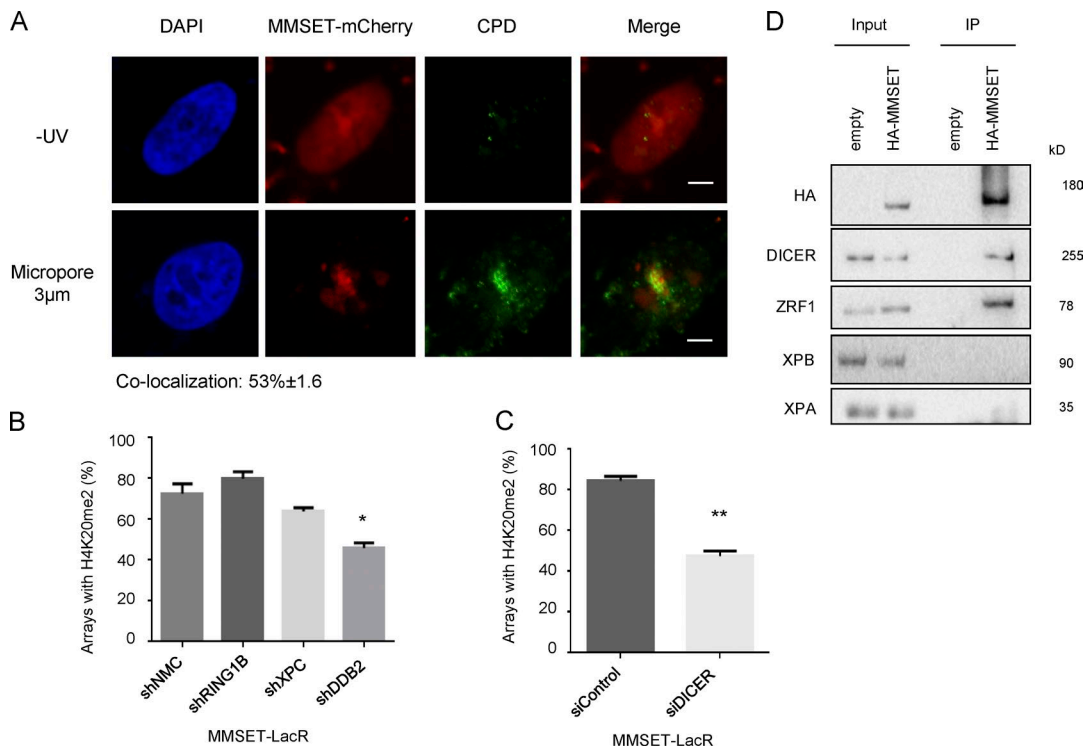 A
DAPI
MMSET-mCherry
CPD
Merge
-UV
Micropore
3µm
Co-localization: 53%±1.6
B
Arrays with H4K20me2 (%)
100
80
60
40
20
0
*
shNMC
shRING1B
shXPC
shDDB2
MMSET-LacR
C
Arrays with H4K20me2 (%)
100
80
60
40
20
0
**
siControl
siDICER
MMSET-LacR
D
Input
IP
empty
HA-MMSET
empty
HA-MMSET
kD
HA
180
DICER
255
ZRF1
78
XPB
90
XPA
35